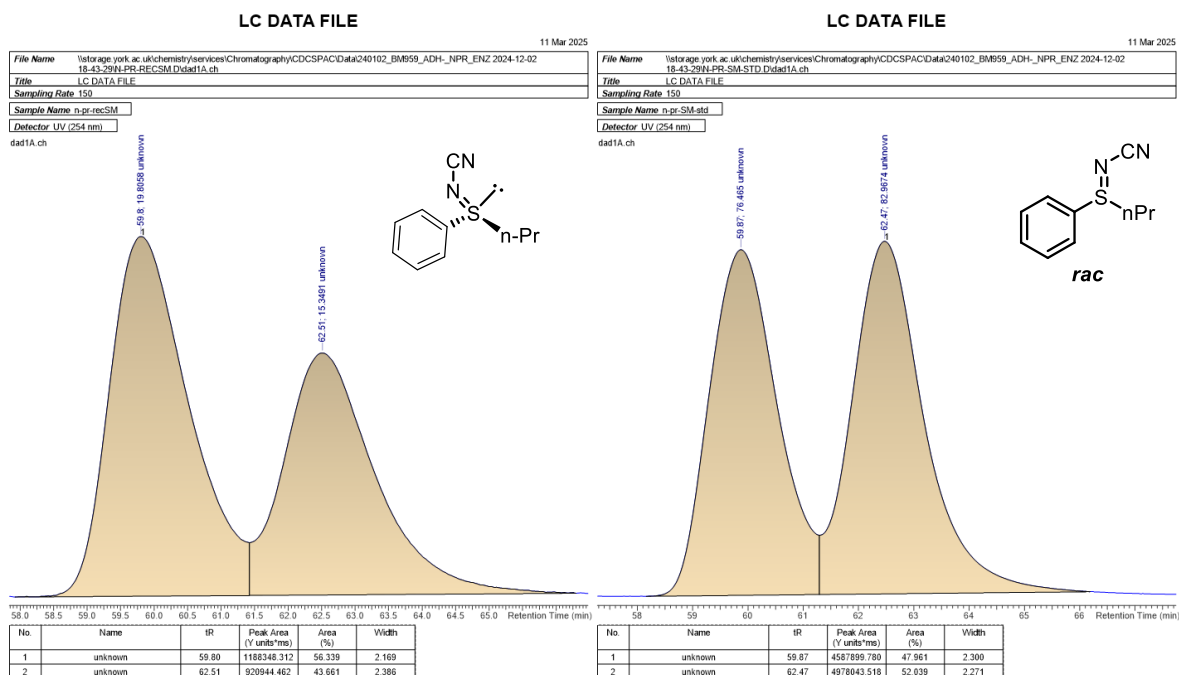 LC DATA FILE
11 Mar 2025
File Name \\storage.york.ac.uk\chemistry\services\Chromatography\CDCSPAC\Data\240102_BM959_ADH-_NPR_ENZ 2024-12-02
18-43-29\N-PR-RECSM.D\dad1A.ch
Title LC DATA FILE
Sampling Rate 150
Sample Name n-pr-recSM
Detector UV (254 nm)
dad1A.ch
59.8; 19.8058 unknown
62.51; 15.3491 unknown
CN
N
S
n-Pr
58.0 58.5 59.0 59.5 60.0 60.5 61.0 61.5 62.0 62.5 63.0 63.5 64.0 64.5 65.0 Retention Time (min)
No. Name tR Peak Area (Y units*ms) Area (%) Width
1 unknown 59.80 1188348.312 56.339 2.169
2 unknown 62.51 920944.462 43.661 2.386
LC DATA FILE
11 Mar 2025
File Name \\storage.york.ac.uk\chemistry\services\Chromatography\CDCSPAC\Data\240102_BM959_ADH-_NPR_ENZ 2024-12-02
18-43-29\N-PR-SM-STD.D\dad1A.ch
Title LC DATA FILE
Sampling Rate 150
Sample Name n-pr-SM-std
Detector UV (254 nm)
dad1A.ch
59.87; 76.465 unknown
62.47; 82.9674 unknown
CN
N
S
nPr
rac
58 59 60 61 62 63 64 65 66 Retention Time (min)
No. Name tR Peak Area (Y units*ms) Area (%) Width
1 unknown 59.87 4587899.780 47.961 2.300
2 unknown 62.47 4978043.518 52.039 2.271